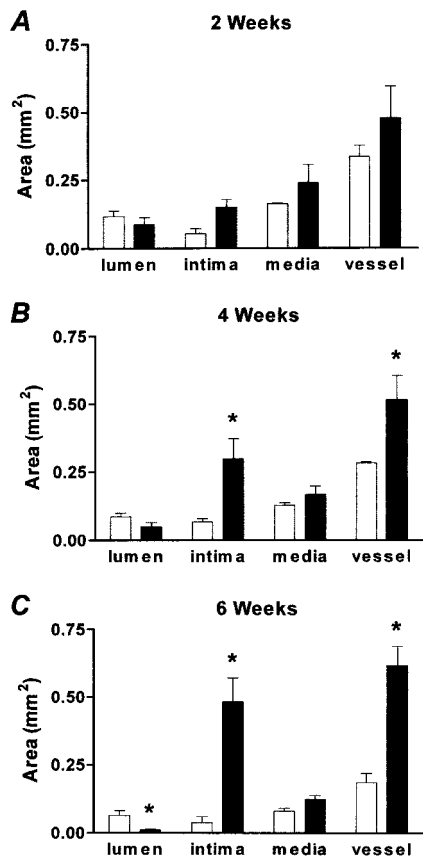 A
2 Weeks
Area (mm²)
0.75
0.50
0.25
0.00
lumen intima media vessel
B
4 Weeks
Area (mm²)
0.75
0.50
0.25
0.00
*
*
lumen intima media vessel
C
6 Weeks
Area (mm²)
0.75
0.50
0.25
0.00
*
*
*
lumen intima media vessel